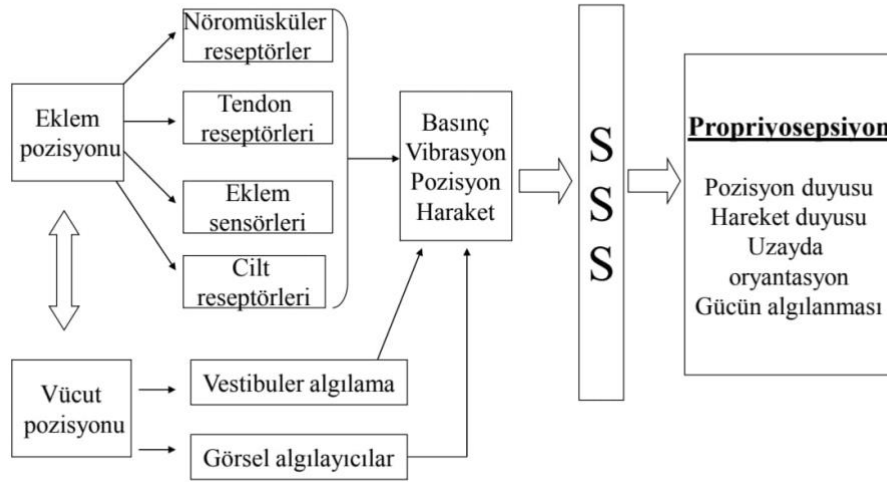 Eklem
pozisyonu
Nöromüsküler
reseptörler
Tendon
reseptörleri
Eklem
sensörleri
Cilt
reseptörleri
Vücut
pozisyonu
Vestibuler algılama
Görsel algılayıcılar
Basınç
Vibrasyon
Pozisyon
Haraket
S
S
S
Propriyosepsiyon
Pozisyon duyusu
Hareket duyusu
Uzayda
oryantasyon
Gücün algılanması